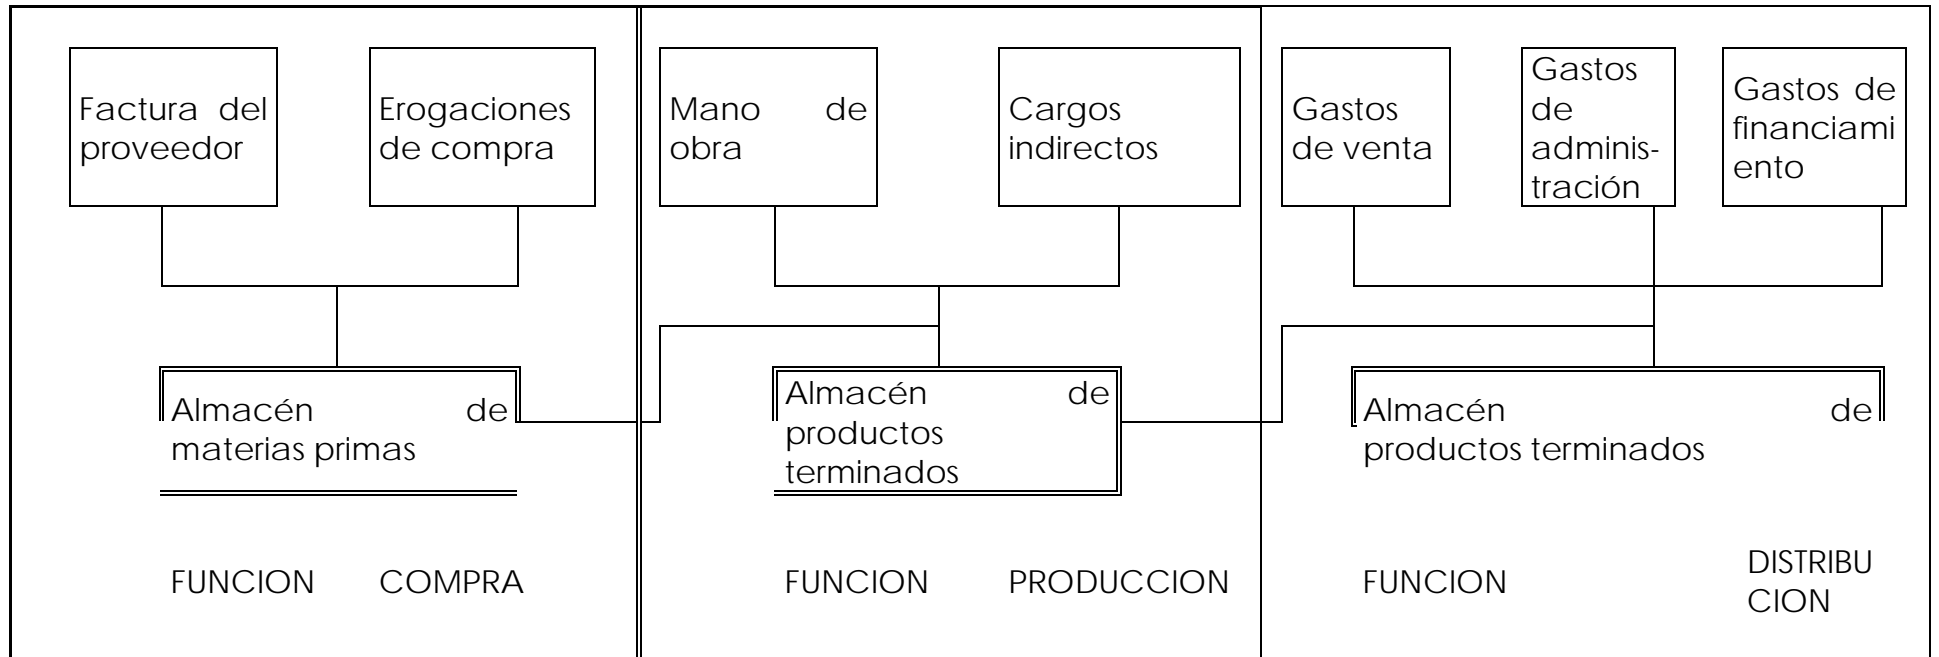 Factura del
proveedor
Erogaciones
de compra
Mano de
obra
Cargos
indirectos
Gastos
de venta
Gastos
de
adminis-
tración
Gastos de
financiami
ento
Almacén de
materias primas
Almacén de
productos
terminados
Almacén de
productos terminados
FUNCION COMPRA
FUNCION PRODUCCION
FUNCION
DISTRIBU
CION